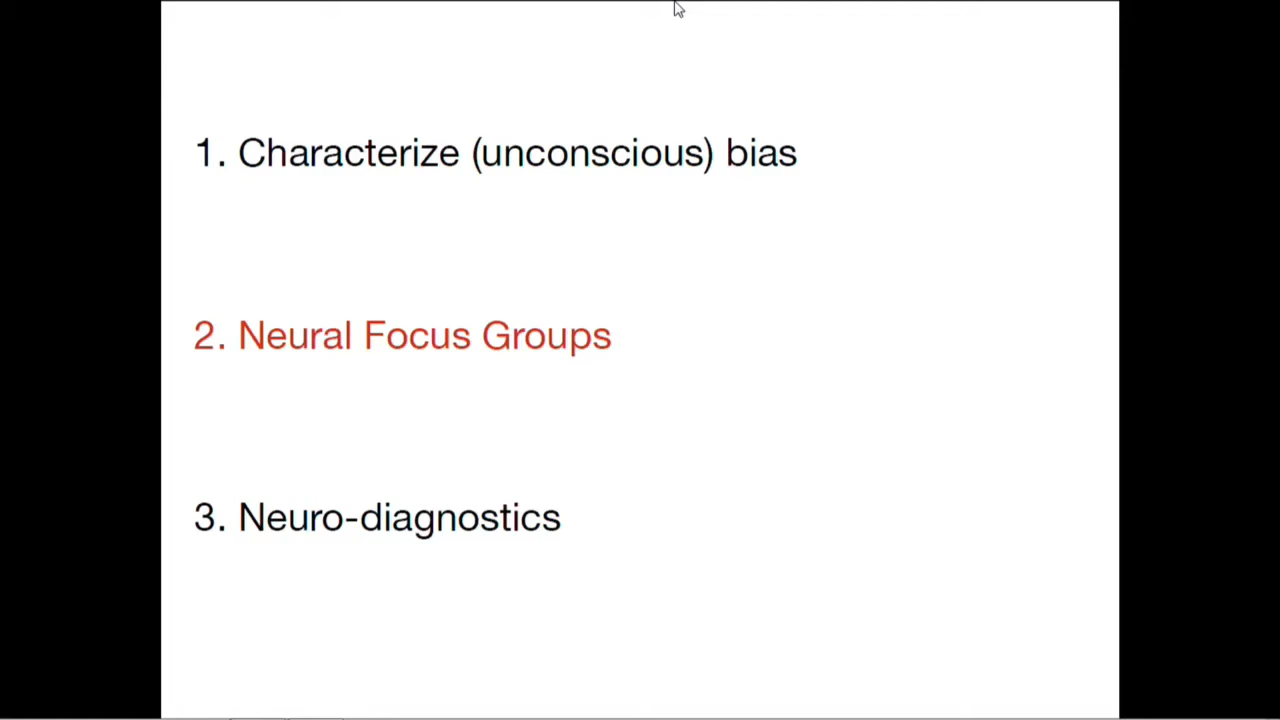 1. Characterize (unconscious) bias
2. Neural Focus Groups
3. Neuro-diagnostics